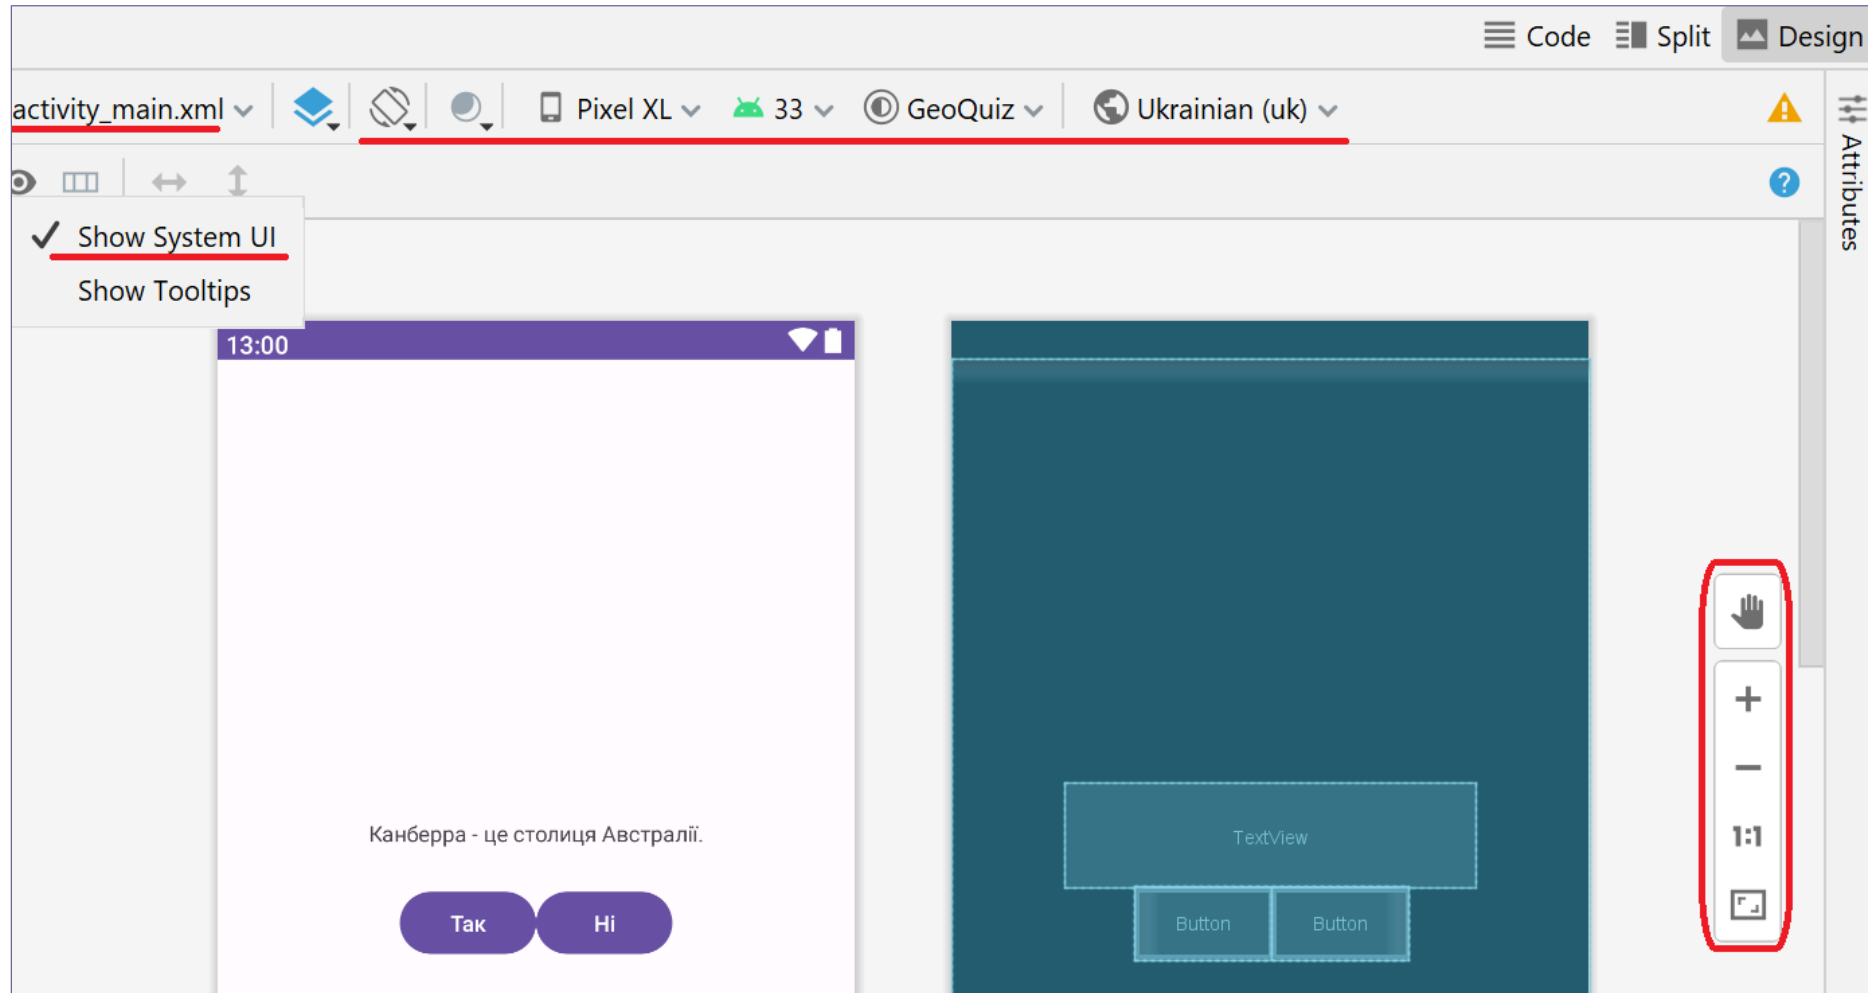 Code Split Design
activity_main.xml Pixel XL 33 GeoQuiz Ukrainian (uk)
Attributes
Show System UI
Show Tooltips
13:00
Канберра - це столиця Австралії.
Так Ні
TextView
Button Button
1:1